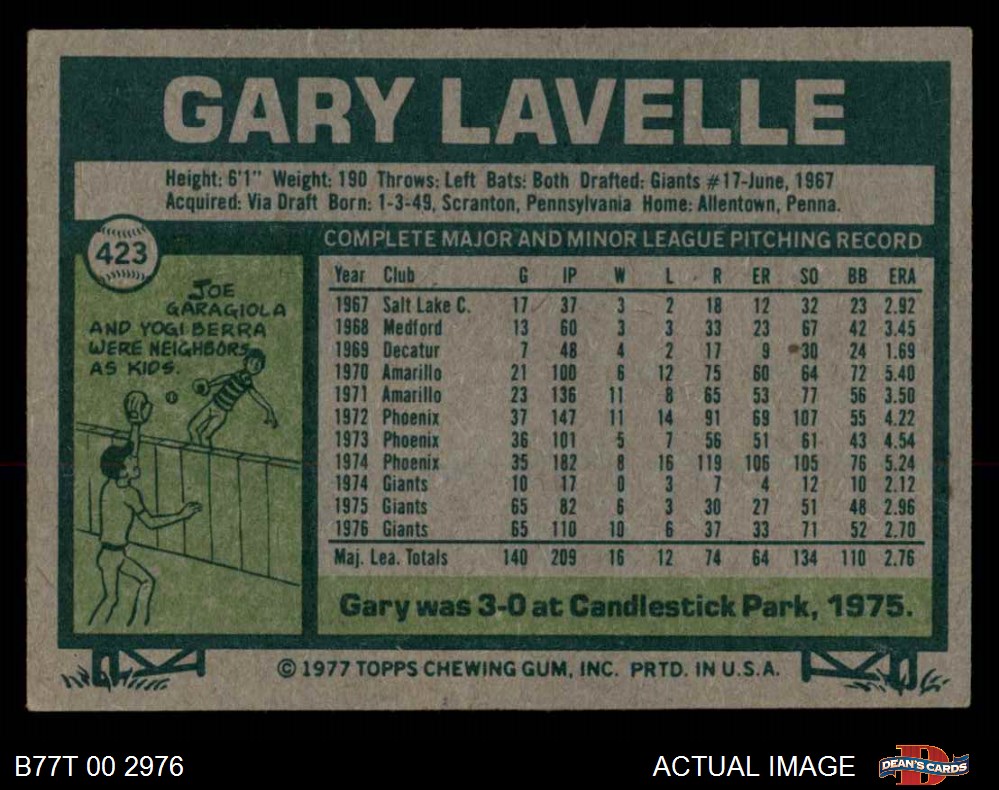 GARY LAVELLE
Height: 6'1" Weight: 190 Throws: Left Bats: Both Drafted: Giants #17-June, 1967
Acquired: Via Draft Born: 1-3-49, Scranton, Pennsylvania Home: Allentown, Penna.
423
JOE
GARAGIOLA
AND YOGI BERRA
WERE NEIGHBORS
AS KIDS.
COMPLETE MAJOR AND MINOR LEAGUE PITCHING RECORD
Year Club G IP W L R ER SO BB ERA
1967 Salt Lake C. 17 37 3 2 18 12 32 23 2.92
1968 Medford 13 60 3 3 33 23 67 42 3.45
1969 Decatur 7 48 4 2 17 9 30 24 1.69
1970 Amarillo 21 100 6 12 75 60 64 72 5.40
1971 Amarillo 23 136 11 8 65 53 77 56 3.50
1972 Phoenix 37 147 11 14 91 69 107 55 4.22
1973 Phoenix 36 101 5 7 56 51 61 43 4.54
1974 Phoenix 35 182 8 16 119 106 105 76 5.24
1974 Giants 10 17 0 3 7 4 12 10 2.12
1975 Giants 65 82 6 3 30 27 51 48 2.96
1976 Giants 65 110 10 6 37 33 71 52 2.70
Maj. Lea. Totals 140 209 16 12 74 64 134 110 2.76
Gary was 3-0 at Candlestick Park, 1975.
© 1977 TOPPS CHEWING GUM, INC. PRTD. IN U.S.A.
B77T 00 2976
ACTUAL IMAGE
D
DEAN'S CARDS